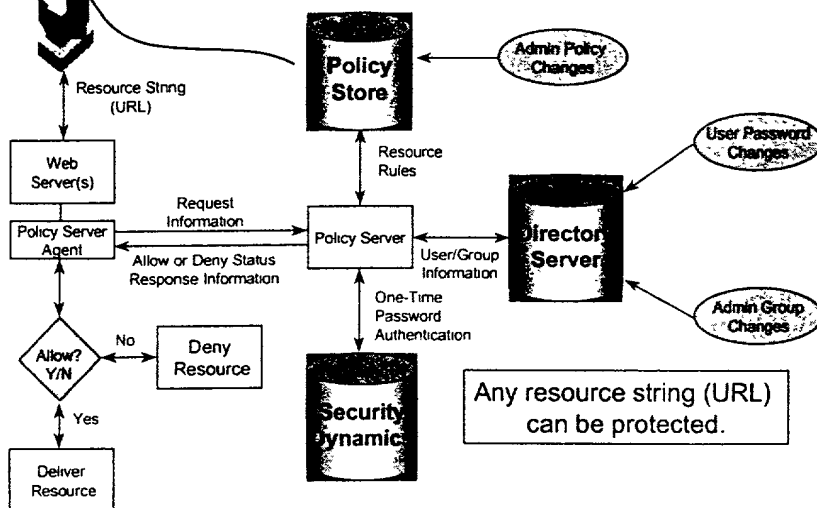 Admin Policy
Changes
Policy
Store
Resource String
(URL)
User Password
Changes
Web
Server(s)
Resource
Rules
Request
Information
Policy Server
Agent
Policy Server
Director
Server
Allow or Deny Status
Response Information
User/Group
Information
One-Time
Password
Authentication
Admin Group
Changes
Allow?
Y/N
No
Deny
Resource
Any resource string (URL)
can be protected.
Security
Dynamic
Yes
Deliver
Resource